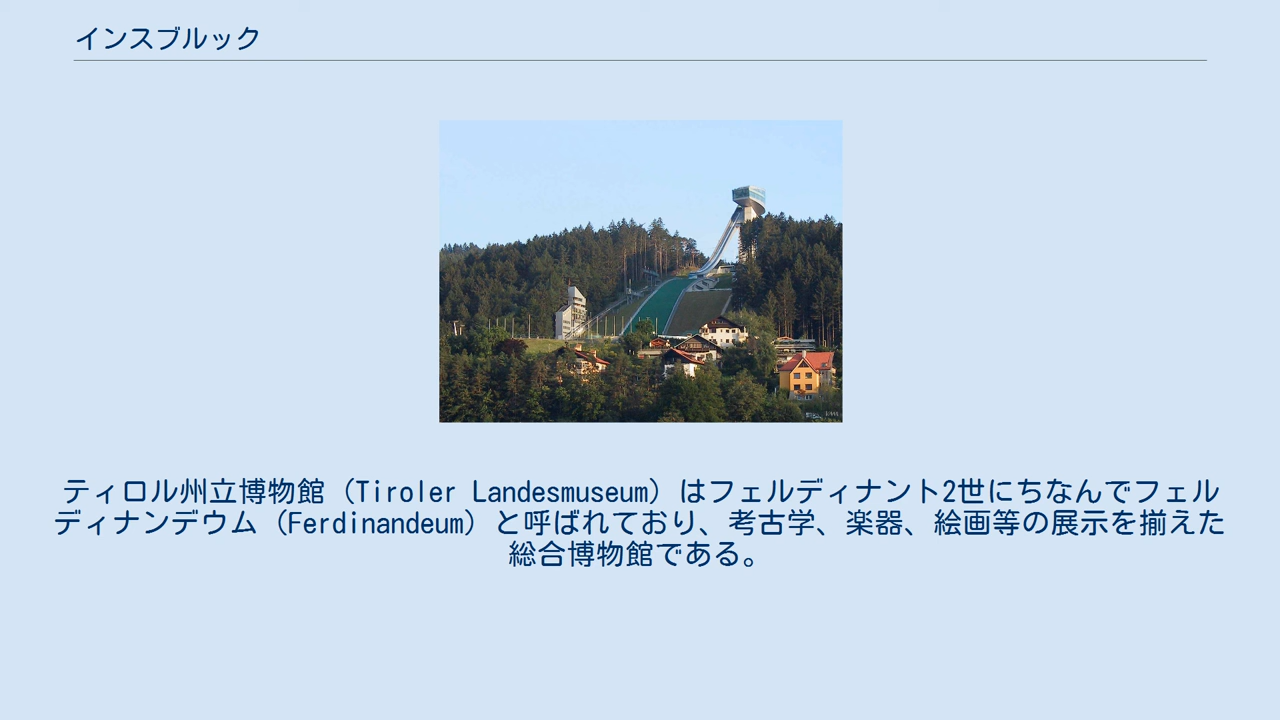 インスブルック
ティロル州立博物館（Tiroler Landesmuseum）はフェルディナント2世にちなんでフェル
ディナンデウム（Ferdinandeum）と呼ばれており、考古学、楽器、絵画等の展示を揃えた
総合博物館である。